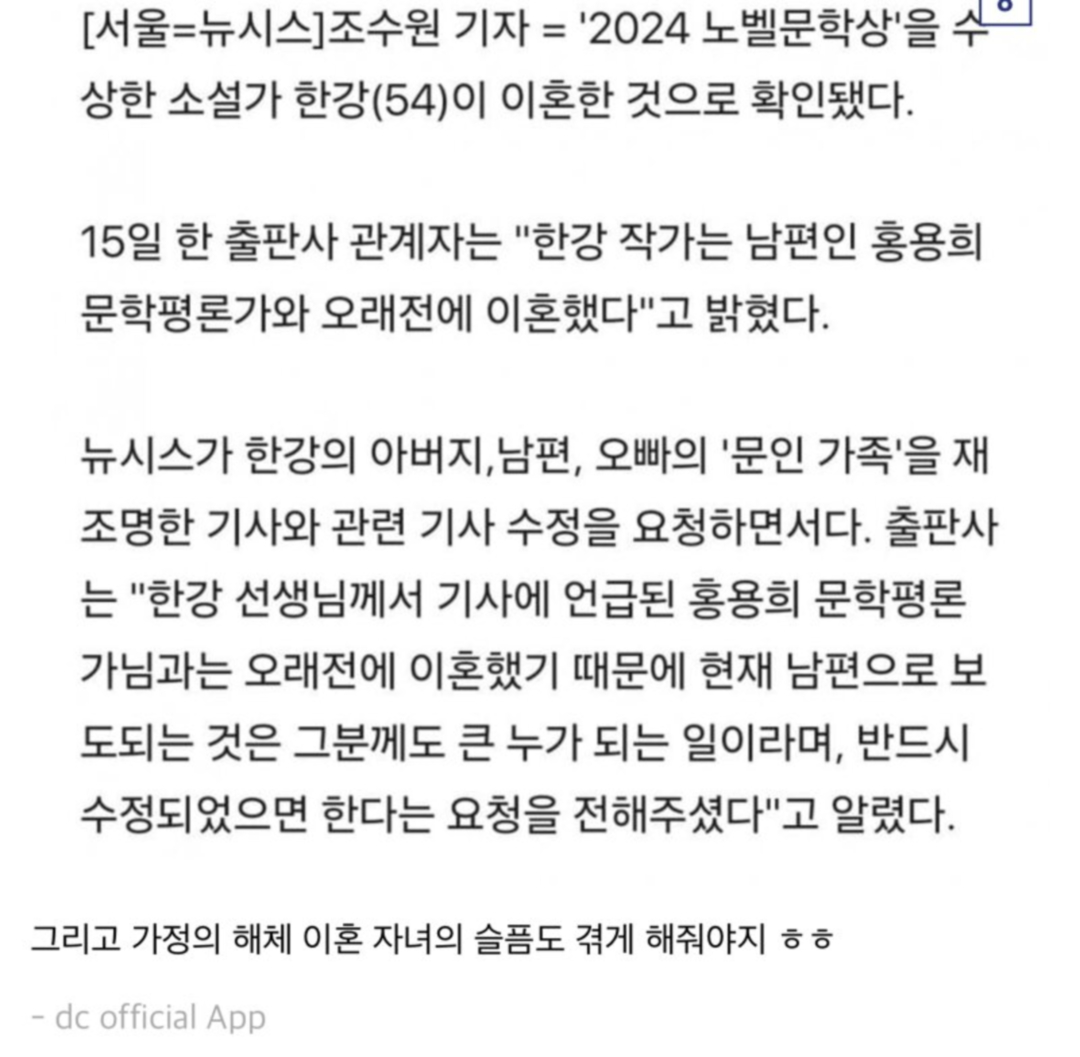 [서울=뉴시스]조수원 기자 = '2024 노벨문학상'을 수
상한 소설가 한강(54)이 이혼한 것으로 확인됐다.
15일 한 출판사 관계자는 "한강 작가는 남편인 홍용희
문학평론가와 오래전에 이혼했다"고 밝혔다.
뉴시스가 한강의 아버지,남편, 오빠의 '문인 가족'을 재
조명한 기사와 관련 기사 수정을 요청하면서다. 출판사
는 "한강 선생님께서 기사에 언급된 홍용희 문학평론
가님과는 오래전에 이혼했기 때문에 현재 남편으로 보
도되는 것은 그분께도 큰 누가 되는 일이라며, 반드시
수정되었으면 한다는 요청을 전해주셨다"고 알렸다.
그리고 가정의 해체 이혼 자녀의 슬픔도 겪게 해줘야지 ㅎㅎ
- dc official App